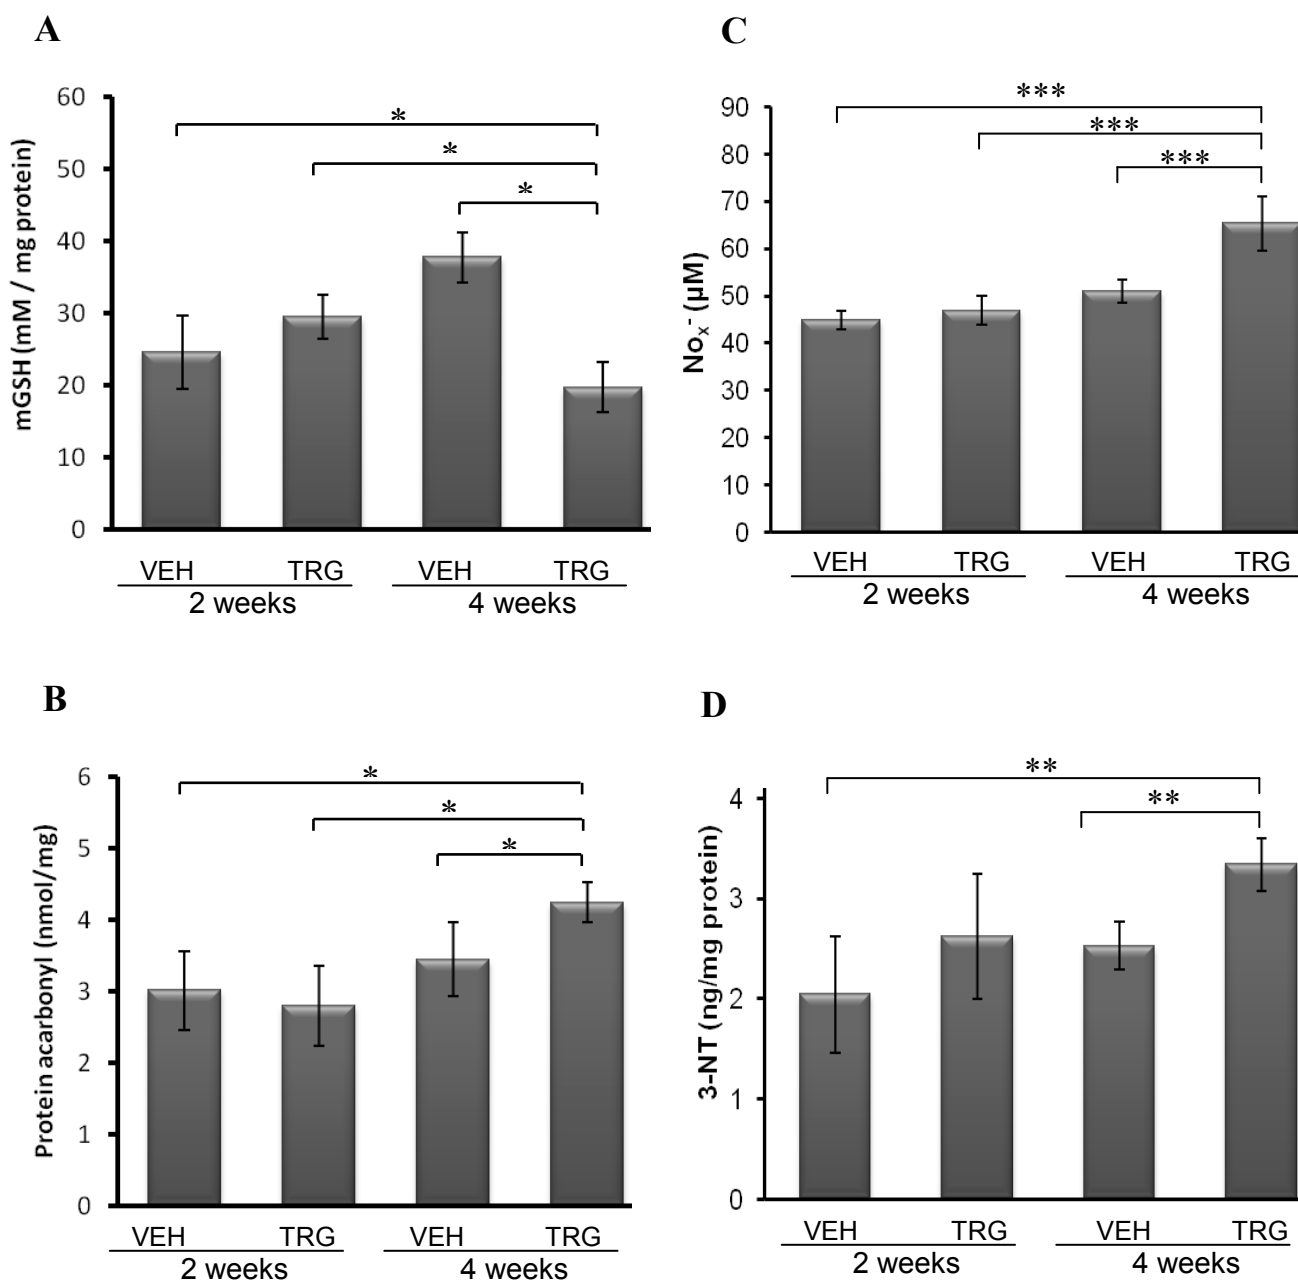 A
60
50
40
30
20
10
0
mGSH (mM / mg protein)
*
*
*
VEH TRG VEH TRG
2 weeks 4 weeks
C
90
80
70
60
50
40
30
20
10
0
Noₓ⁻ (µM)
***
***
***
VEH TRG VEH TRG
2 weeks 4 weeks
B
6
5
4
3
2
1
0
Protein acarbonyl (nmol/mg)
*
*
*
VEH TRG VEH TRG
2 weeks 4 weeks
D
4
3
2
1
0
3-NT (ng/mg protein)
**
**
VEH TRG VEH TRG
2 weeks 4 weeks